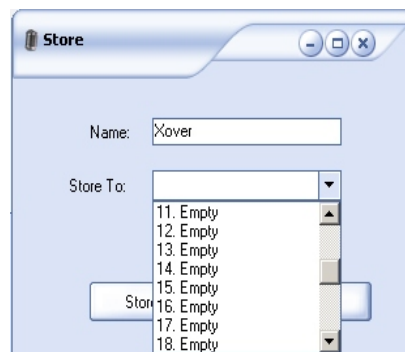 Store
Name: Xover
Store To:
11. Empty
12. Empty
13. Empty
14. Empty
15. Empty
Stor
16. Empty
17. Empty
18. Empty